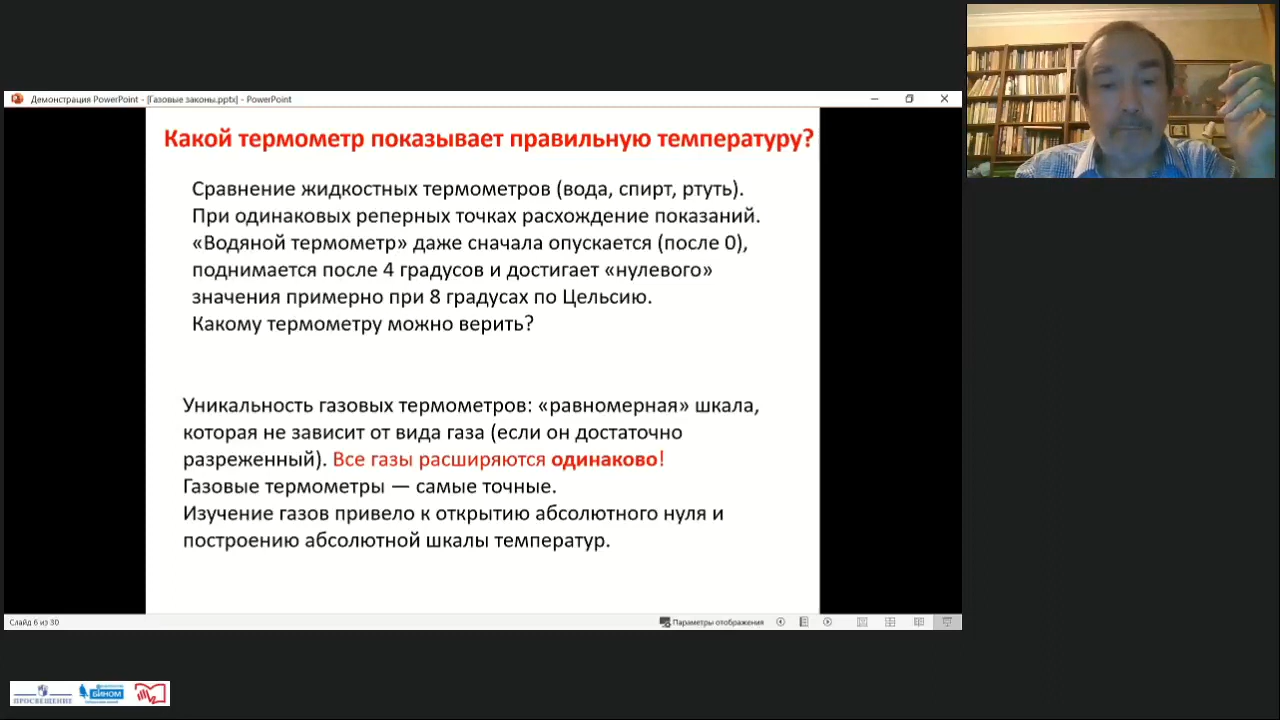 Демонстрация PowerPoint - [Газовые законы.pptx] - PowerPoint
Какой термометр показывает правильную температуру?
Сравнение жидкостных термометров (вода, спирт, ртуть).
При одинаковых реперных точках расхождение показаний.
«Водяной термометр» даже сначала опускается (после 0),
поднимается после 4 градусов и достигает «нулевого»
значения примерно при 8 градусах по Цельсию.
Какому термометру можно верить?
Уникальность газовых термометров: «равномерная» шкала,
которая не зависит от вида газа (если он достаточно
разреженный). Все газы расширяются одинаково!
Газовые термометры — самые точные.
Изучение газов привело к открытию абсолютного нуля и
построению абсолютной шкалы температур.
Слайд 6 из 30
Параметры отображения
ПРОСВЕЩЕНИЕ
БИНОМ